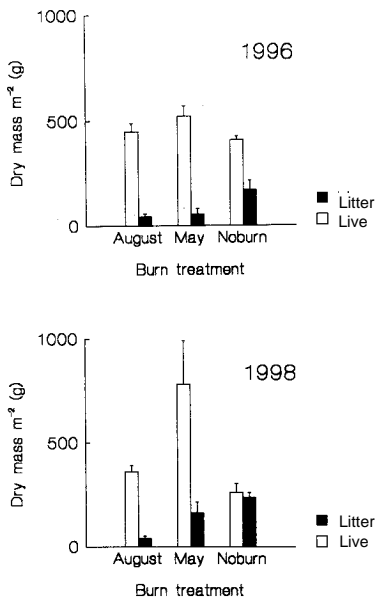 1000
1996
500
0
Dry mass m⁻² (g)
August May Noburn
Burn treatment
Litter
Live
1000
1998
500
0
Dry mass m⁻² (g)
August May Noburn
Burn treatment
Litter
Live